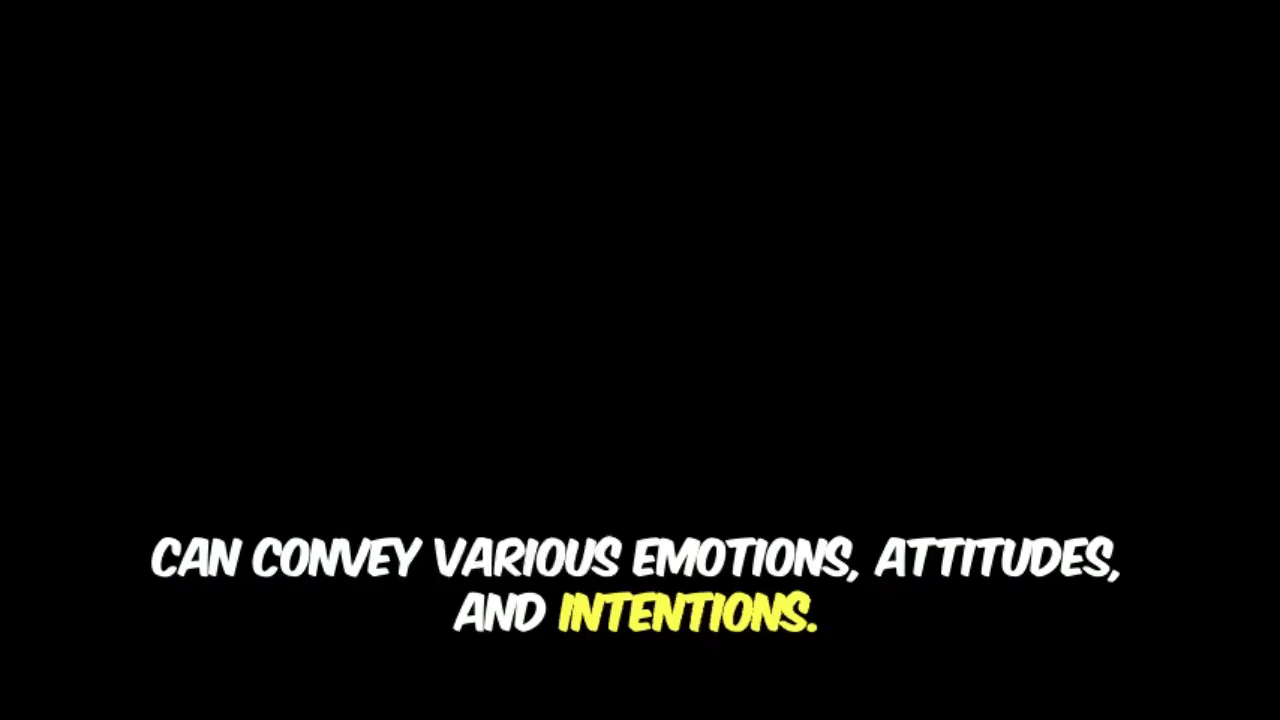 CAN CONVEY VARIOUS EMOTIONS, ATTITUDES,
AND INTENTIONS.